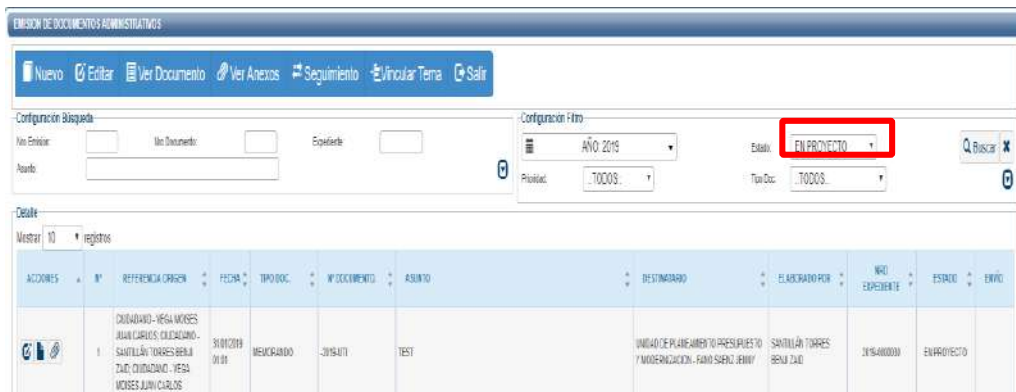 EMISION DE DOCUMENTOS ADMINISTRATIVOS
Nuevo Editar Ver Documento Ver Anexos Seguimiento Vincular Tema Salir
Configuración Búsqueda
Nro Emisión: Nro Documento: Expediente:
Asunto:
Configuración Filtro
AÑO: 2019 Estado: EN PROYECTO Buscar X
Prioridad: ..TODOS.. Tipo Doc. ..TODOS..
Detalle
Mostrar 10 registros
ACCIONES N° REFERENCIA ORIGEN FECHA TIPO DOC. N° DOCUMENTO ASUNTO DESTINATARIO ELABORADO POR NRO EXPEDIENTE ESTADO ENVÍO
CIUDADANO - VEGA MOISES
JUAN CARLOS; CIUDADANO -
SANTILLÁN TORRES BENJI
ZAID; CIUDADANO - VEGA
MOISES JUAN CARLOS
1
31/01/2019
01:01
MEMORANDO
-2019-UTI
TEST
UNIDAD DE PLANEAMIENTO PRESUPUESTO
Y MODERNIZACION - FANO SAENZ JENNY
SANTILLÁN TORRES
BENJI ZAID
2019-0000030
EN PROYECTO